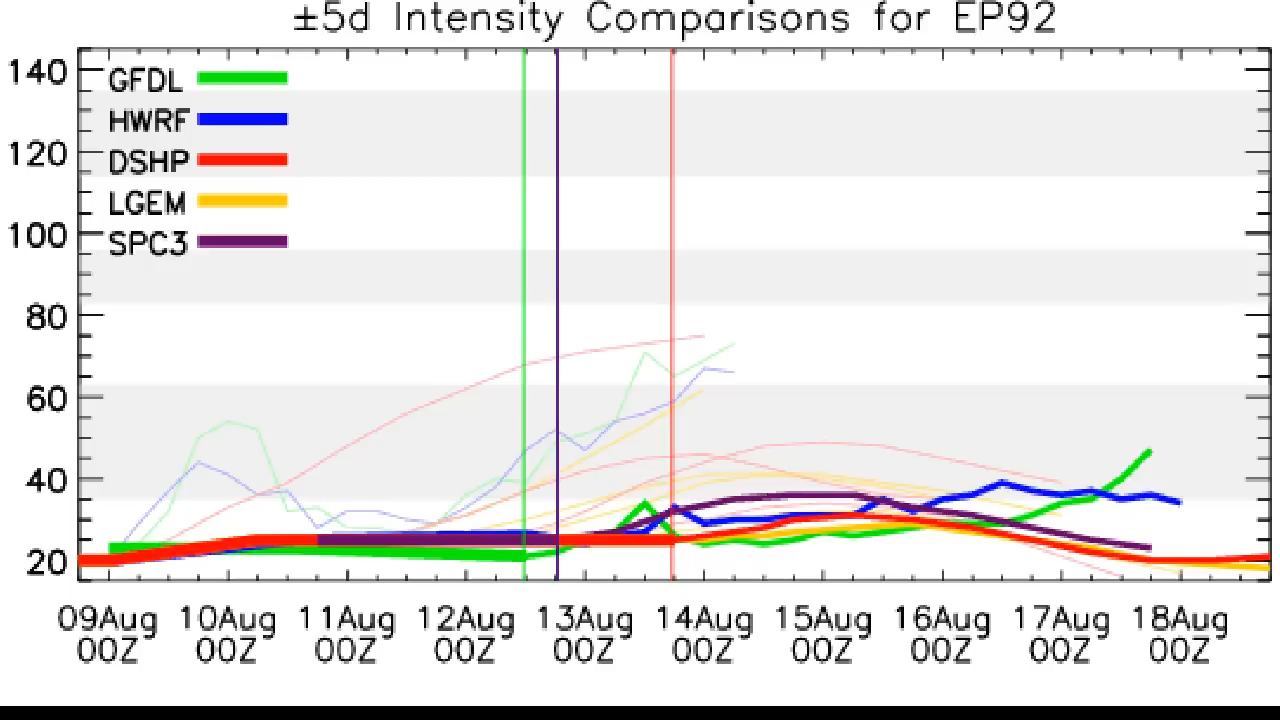 ±5d Intensity Comparisons for EP92
140
120
100
80
60
40
20
GFDL
HWRF
DSHP
LGEM
SPC3
09Aug 10Aug 11Aug 12Aug 13Aug 14Aug 15Aug 16Aug 17Aug 18Aug
00Z 00Z 00Z 00Z 00Z 00Z 00Z 00Z 00Z 00Z